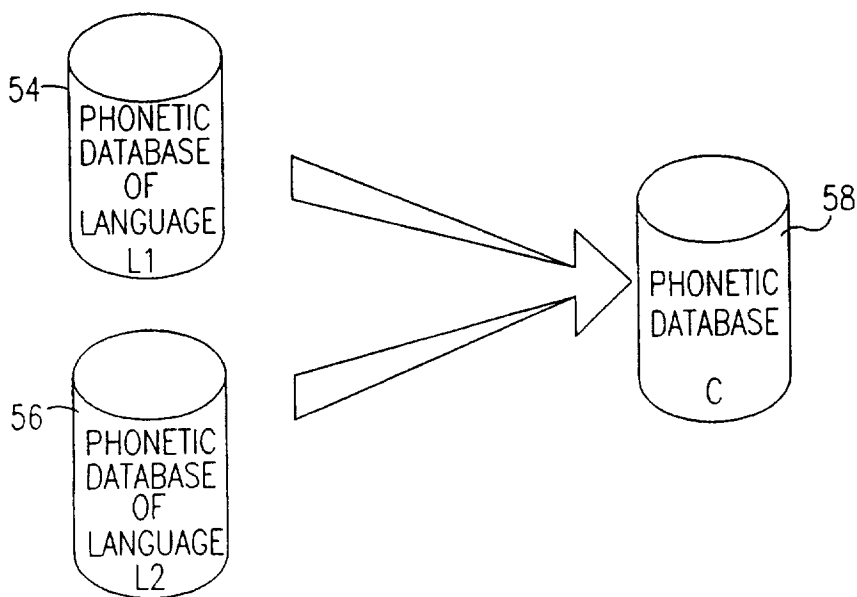 54
PHONETIC
DATABASE
OF
LANGUAGE
L1
56
PHONETIC
DATABASE
OF
LANGUAGE
L2
58
PHONETIC
DATABASE
C